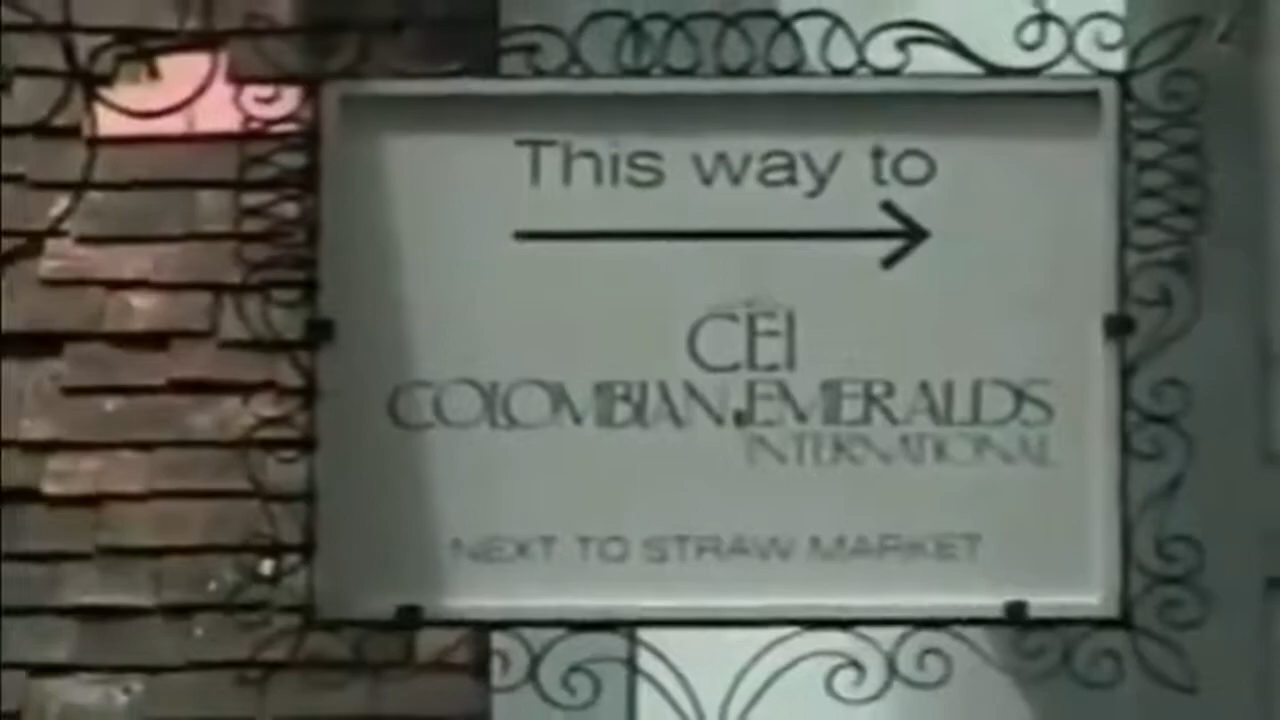 This way to
CEI
COLOMBIAN EMERALDS
INTERNATIONAL
NEXT TO STRAW MARKET